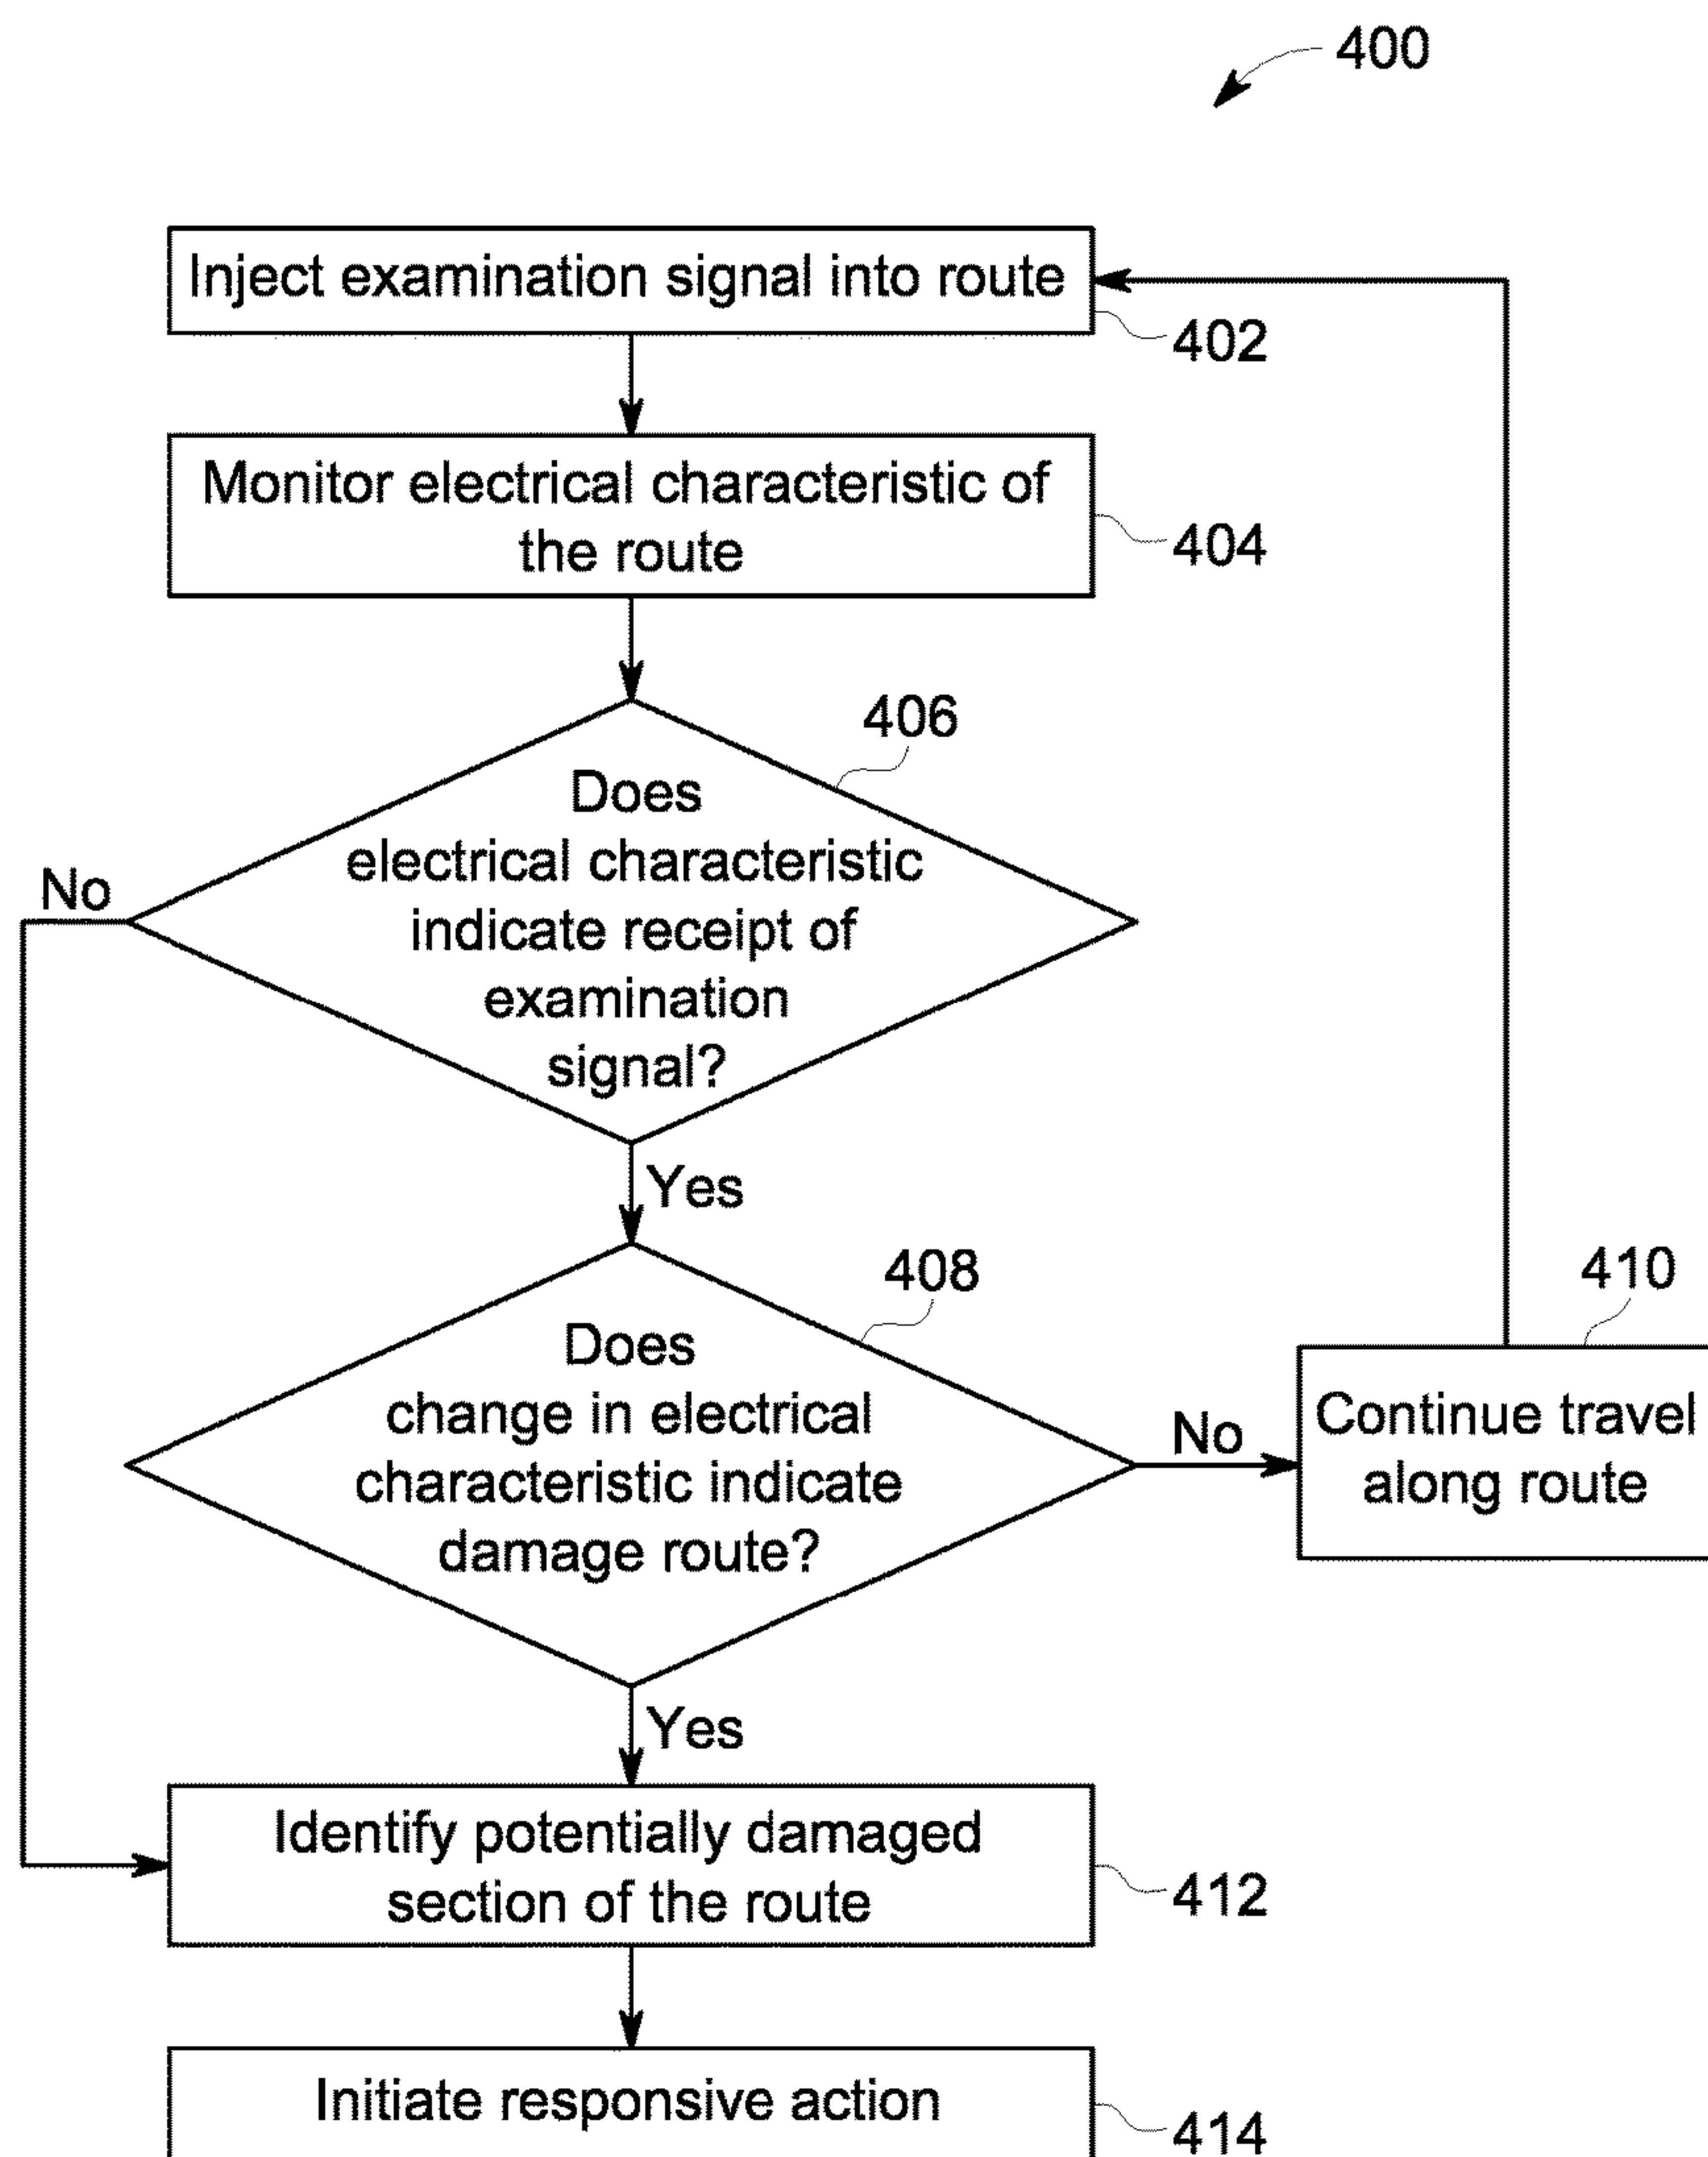 400
Inject examination signal into route
402
Monitor electrical characteristic of
the route
404
406
Does
electrical characteristic
indicate receipt of
examination
signal?
No
Yes
408
Does
change in electrical
characteristic indicate
damage route?
No
410
Continue travel
along route
Yes
Identify potentially damaged
section of the route
412
Initiate responsive action
414